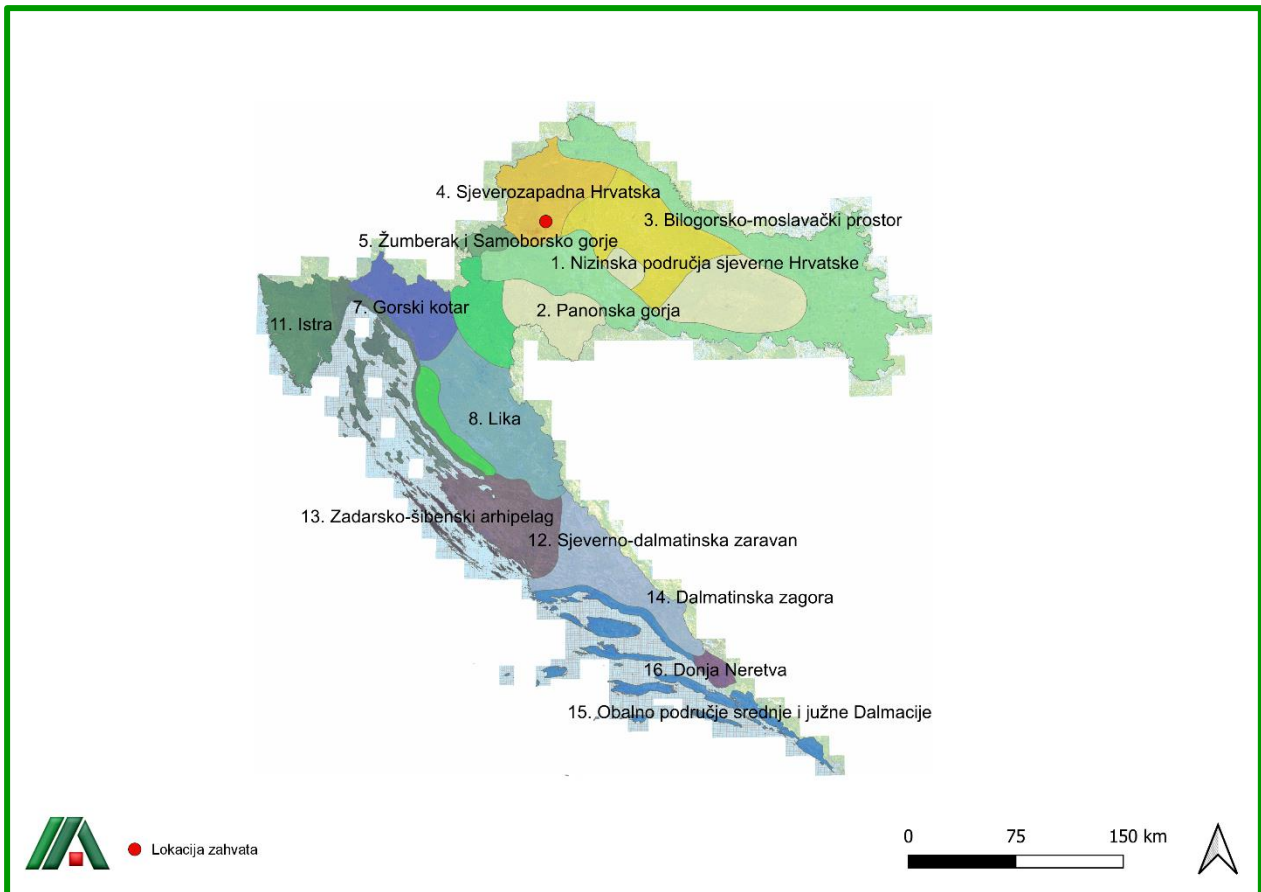 4. Sjeverozapadna Hrvatska
3. Bilogorsko-moslavački prostor
5. Žumberak i Samoborsko gorje
1. Nizinska područja sjeverne Hrvatske
7. Gorski kotar
2. Panonska gorja
11. Istra
8. Lika
13. Zadarsko-šibenski arhipelag
12. Sjeverno-dalmatinska zaravan
14. Dalmatinska zagora
16. Donja Neretva
15. Obalno područje srednje i južne Dalmacije
Lokacija zahvata
0 75 150 km